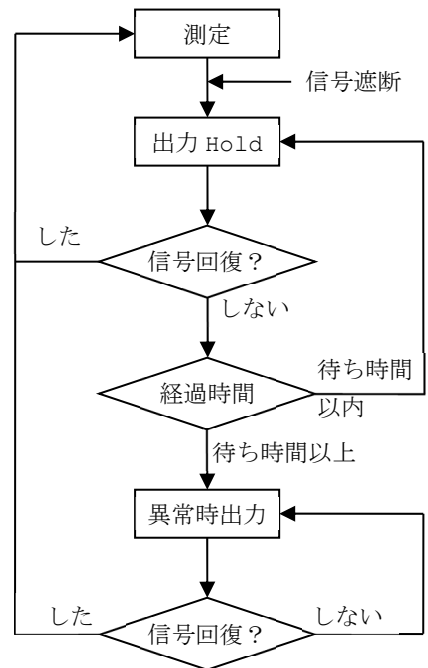 測定
信号遮断
出力 Hold
した
信号回復？
しない
待ち時間
経過時間
以内
待ち時間以上
異常時出力
した
しない
信号回復？